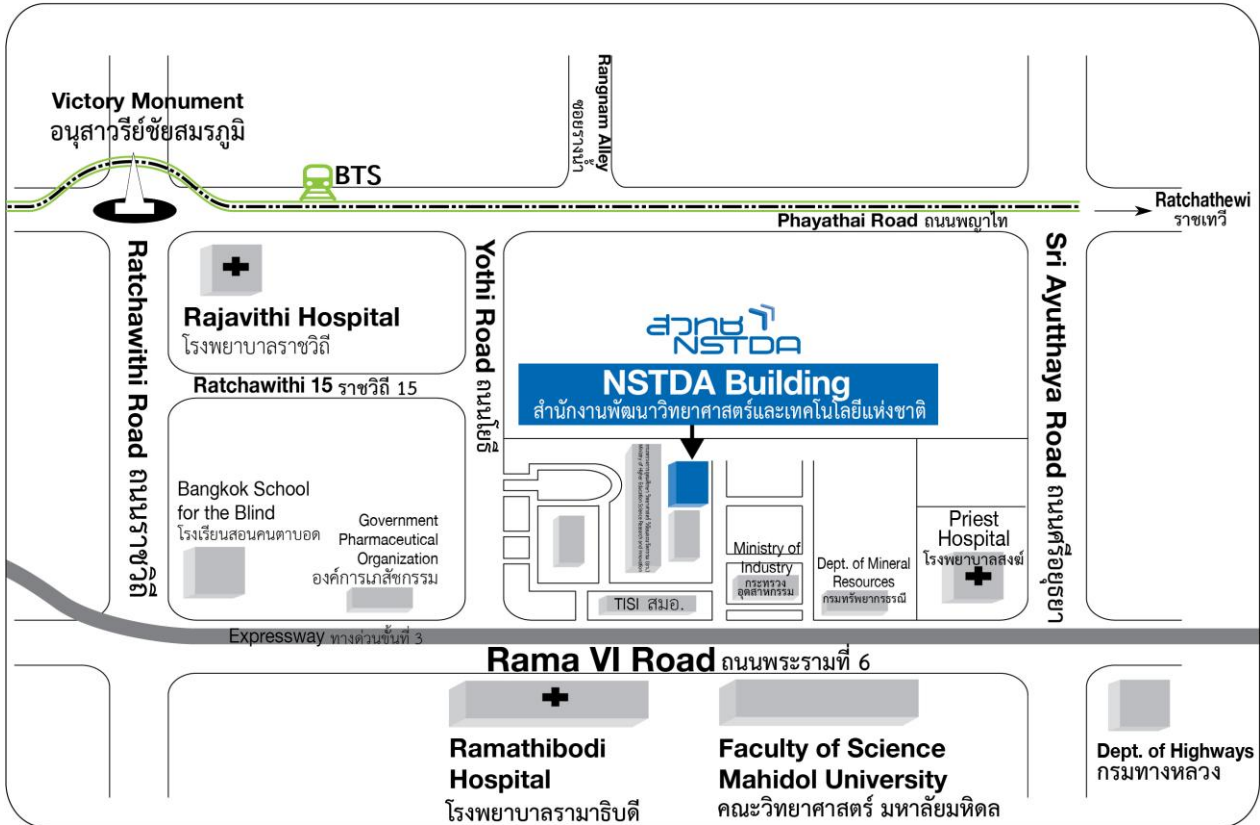 Victory Monument
อนุสาวรีย์ชัยสมรภูมิ
BTS
Rangnam Alley
ซอยรางน้ำ
Ratchathewi
ราชเทวี
Phayathai Road ถนนพญาไท
Ratchawithi Road ถนนราชวิถี
Rajavithi Hospital
โรงพยาบาลราชวิถี
Ratchawithi 15 ราชวิถี 15
Yothi Road ถนนโยธี
สวทช
NSTDA
NSTDA Building
สำนักงานพัฒนาวิทยาศาสตร์และเทคโนโลยีแห่งชาติ
Sri Ayutthaya Road ถนนศรีอยุธยา
Bangkok School
for the Blind
โรงเรียนสอนคนตาบอด
Government
Pharmaceutical
Organization
องค์การเภสัชกรรม
Ministry of Higher Education Science Research and Innovation
Ministry of
Industry
กระทรวง
อุตสาหกรรม
Dept. of Mineral
Resources
กรมทรัพยากรธรณี
Priest
Hospital
โรงพยาบาลสงฆ์
TISI สมอ.
Expressway ทางด่วนขั้นที่ 3
Rama VI Road ถนนพระรามที่ 6
Ramathibodi
Hospital
โรงพยาบาลรามาธิบดี
Faculty of Science
Mahidol University
คณะวิทยาศาสตร์ มหาลัยมหิดล
Dept. of Highways
กรมทางหลวง